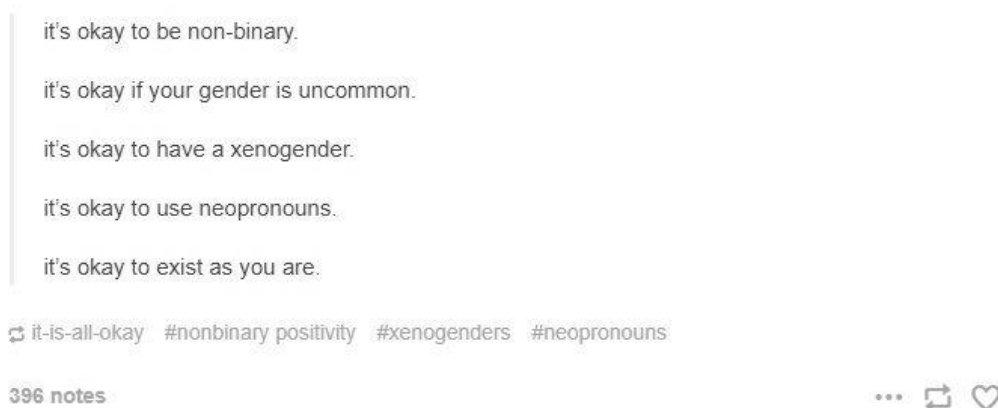 it's okay to be non-binary.
it's okay if your gender is uncommon.
it's okay to have a xenogender.
it's okay to use neopronouns.
it's okay to exist as you are.
it-is-all-okay #nonbinary positivity #xenogenders #neopronouns
396 notes